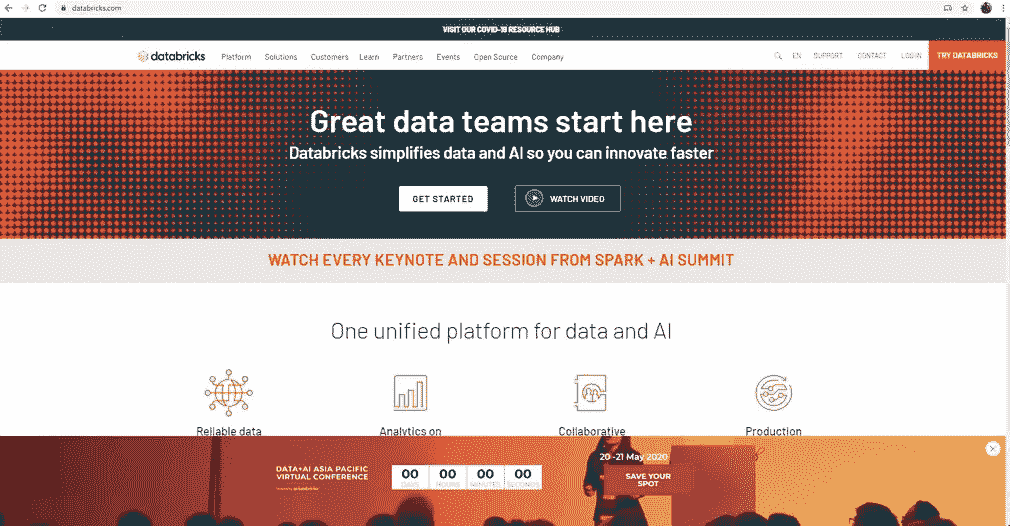 databricks.com
VISIT OUR COVID-19 RESOURCE HUB
databricks Platform Solutions Customers Learn Partners Events Open Source Company EN SUPPORT CONTACT LOGIN TRY DATABRICKS
Great data teams start here
Databricks simplifies data and AI so you can innovate faster
GET STARTED WATCH VIDEO
WATCH EVERY KEYNOTE AND SESSION FROM SPARK + AI SUMMIT
One unified platform for data and AI
Reliable data Analytics on Collaborative Production
DATA+AI ASIA PACIFIC
VIRTUAL CONFERENCE
00 00 00 00
DAYS HOURS MINUTES SECONDS
20 -21 May 2020
SAVE YOUR
SPOT